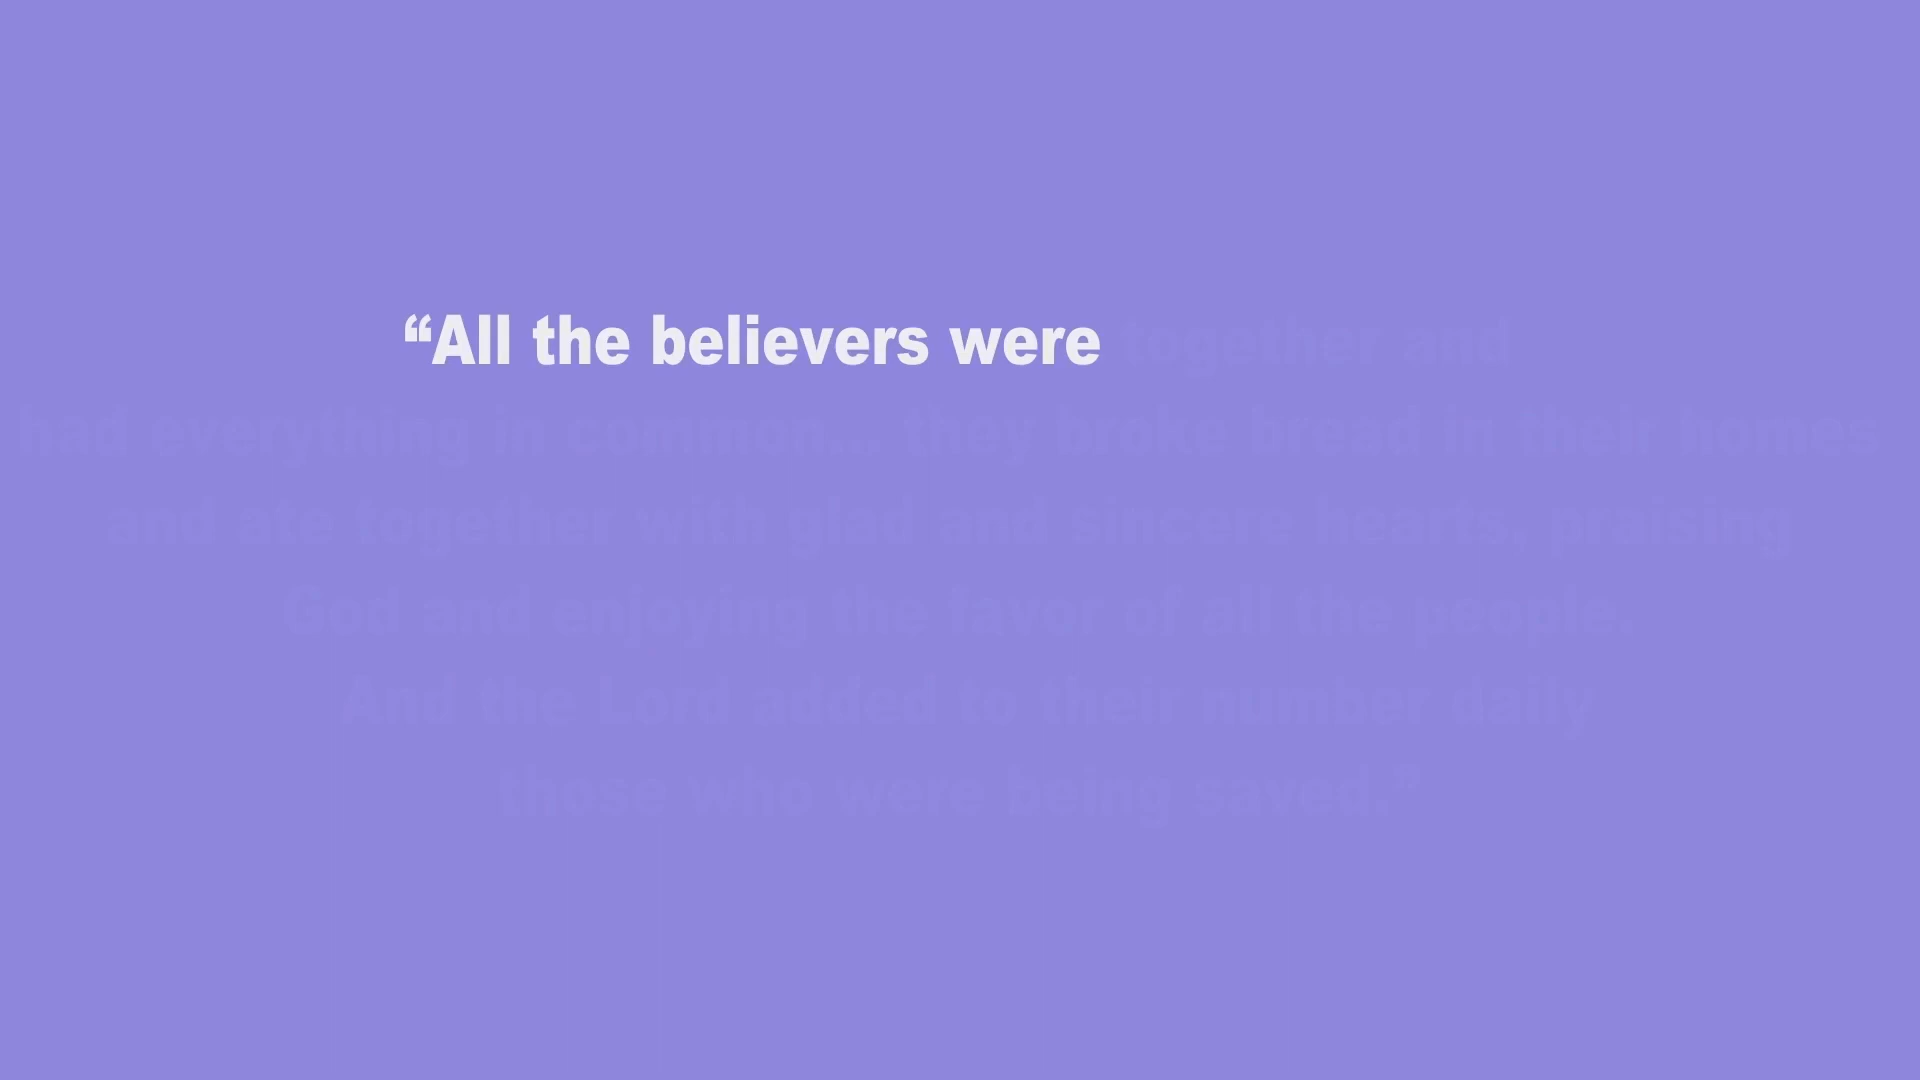 “All the believers were together and
had everything in common... they broke bread in their homes
and ate together with glad and sincere hearts, praising
God and enjoying the favor of all the people.
And the Lord added to their number daily
those who were being saved.”